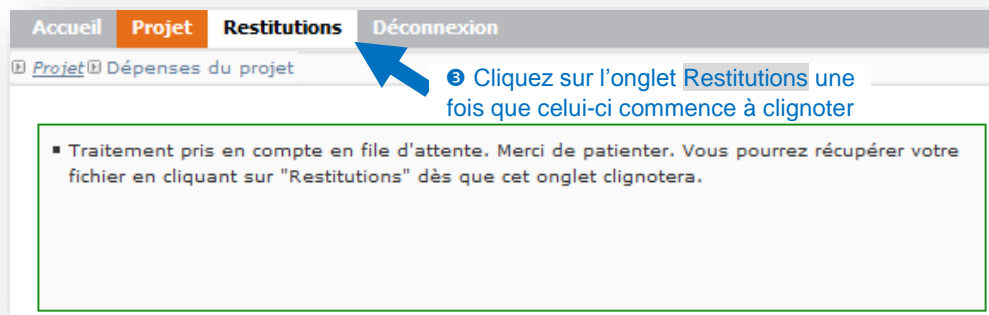 Accueil Projet Restitutions Déconnexion
Projet Dépenses du projet
❸ Cliquez sur l’onglet Restitutions une
fois que celui-ci commence à clignoter
▪ Traitement pris en compte en file d'attente. Merci de patienter. Vous pourrez récupérer votre
fichier en cliquant sur "Restitutions" dès que cet onglet clignotera.